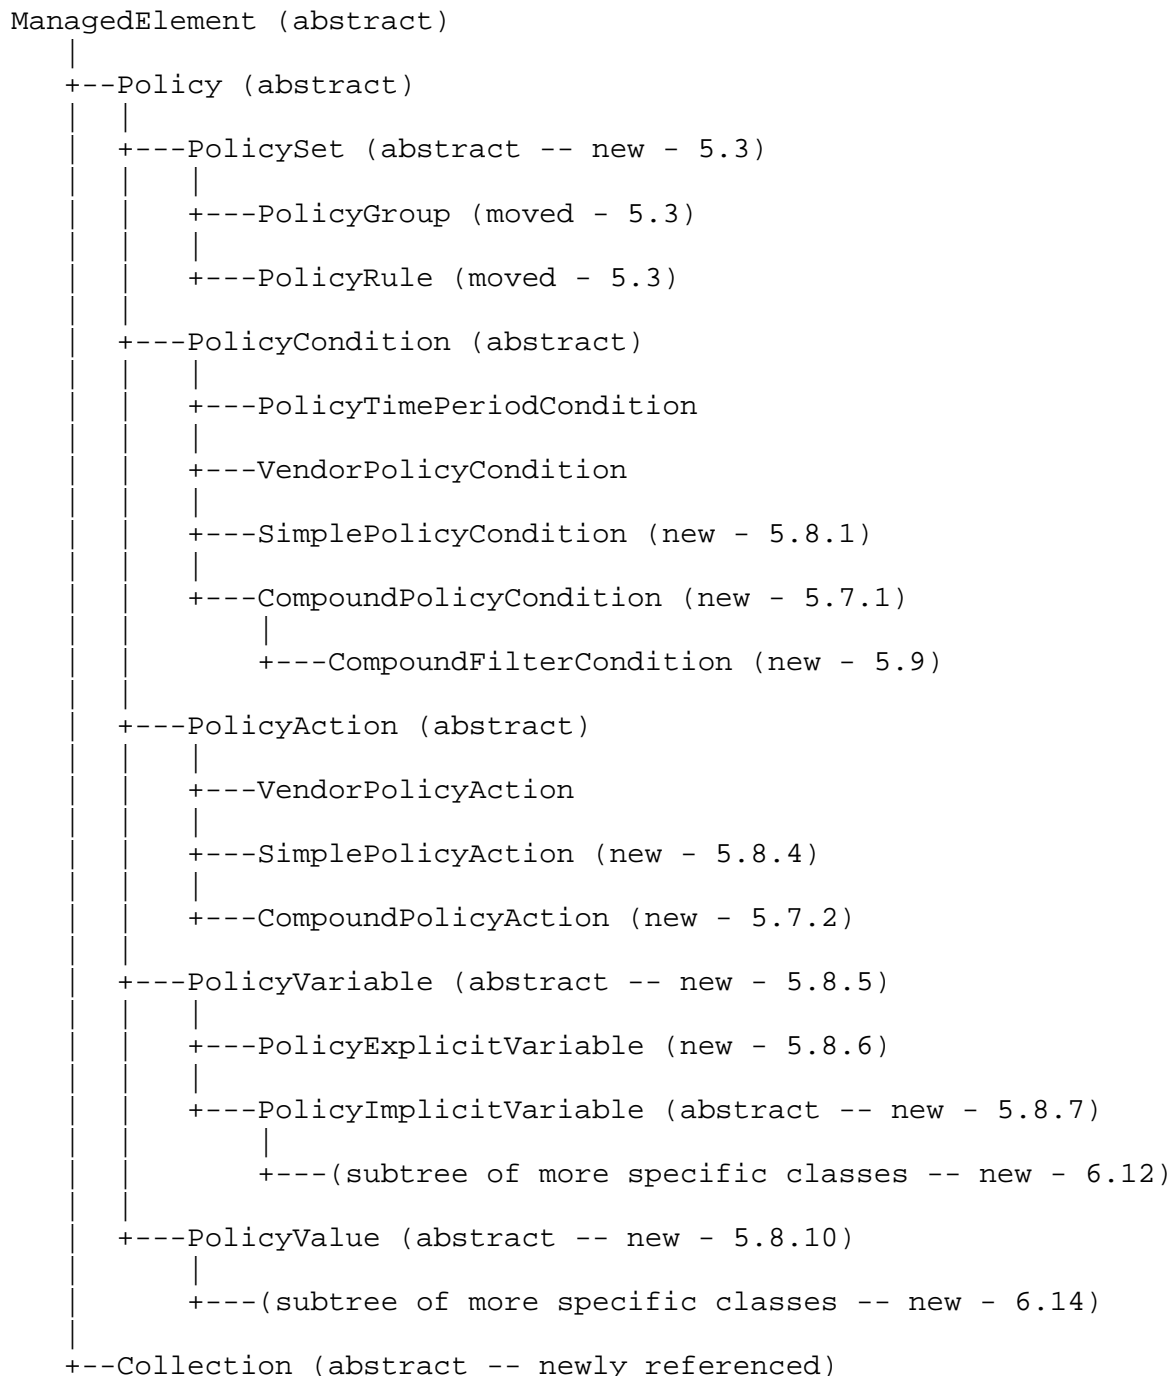 ManagedElement (abstract)
   |
   +--Policy (abstract)
   |  |
   |  +---PolicySet (abstract -- new - 5.3)
   |  |   |
   |  |   +---PolicyGroup (moved - 5.3)
   |  |   |
   |  |   +---PolicyRule (moved - 5.3)
   |  |
   |  +---PolicyCondition (abstract)
   |  |   |
   |  |   +---PolicyTimePeriodCondition
   |  |   |
   |  |   +---VendorPolicyCondition
   |  |   |
   |  |   +---SimplePolicyCondition (new - 5.8.1)
   |  |   |
   |  |   +---CompoundPolicyCondition (new - 5.7.1)
   |  |       |
   |  |       +---CompoundFilterCondition (new - 5.9)
   |  |
   |  +---PolicyAction (abstract)
   |  |   |
   |  |   +---VendorPolicyAction
   |  |   |
   |  |   +---SimplePolicyAction (new - 5.8.4)
   |  |   |
   |  |   +---CompoundPolicyAction (new - 5.7.2)
   |  |
   |  +---PolicyVariable (abstract -- new - 5.8.5)
   |  |   |
   |  |   +---PolicyExplicitVariable (new - 5.8.6)
   |  |   |
   |  |   +---PolicyImplicitVariable (abstract -- new - 5.8.7)
   |  |       |
   |  |       +---(subtree of more specific classes -- new - 6.12)
   |  |
   |  +---PolicyValue (abstract -- new - 5.8.10)
   |      |
   |      +---(subtree of more specific classes -- new - 6.14)
   |
   +--Collection (abstract -- newly referenced)